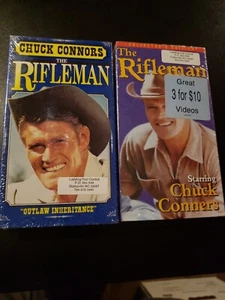 CHUCK CONNORS
THE
RIFLEMAN
"OUTLAW INHERITANCE"
The
Rifleman
Great
3 for $10
Videos
Starring
Chuck
Conners